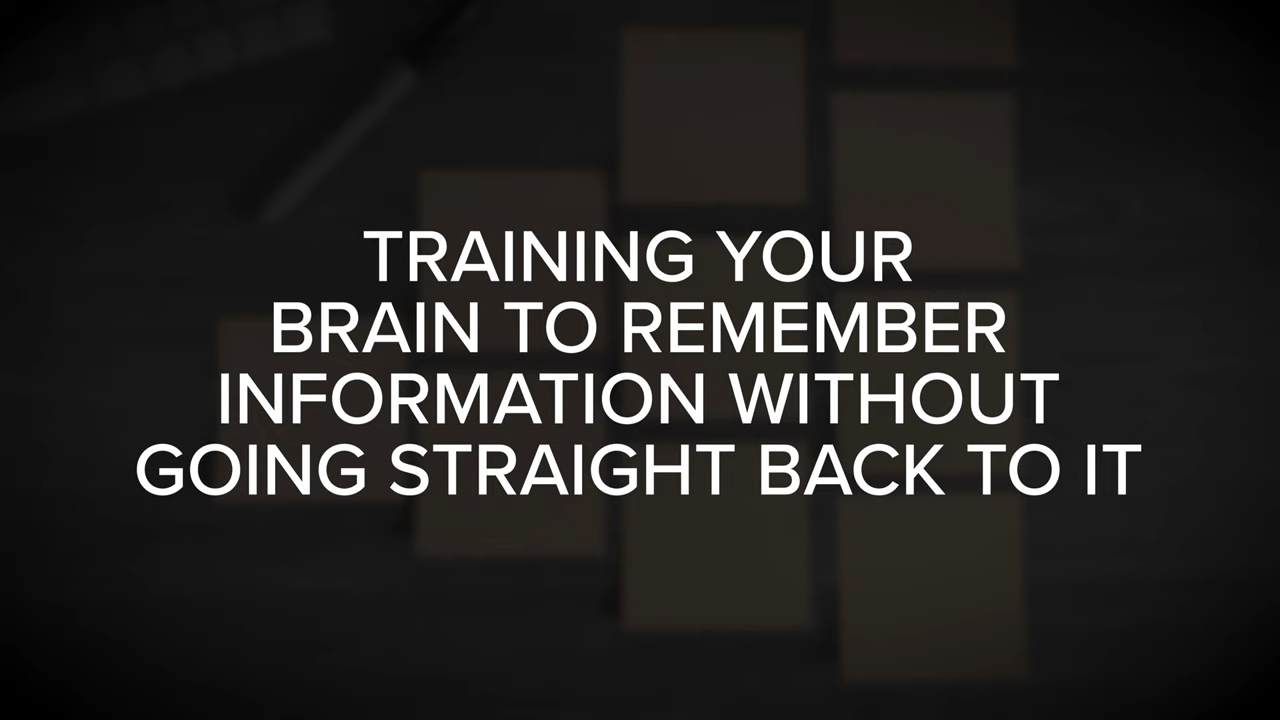 TRAINING YOUR
BRAIN TO REMEMBER
INFORMATION WITHOUT
GOING STRAIGHT BACK TO IT